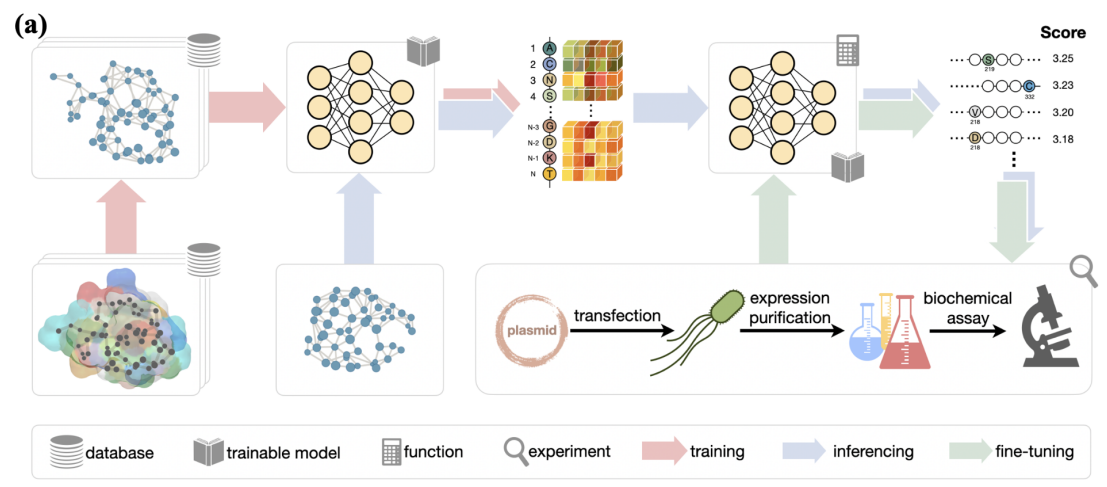 (a)
Score
1 A
2 C
3 N
4 S
N-3 G
N-2 D
N-1 K
N T
S
219
3.25
C
332
3.23
V
218
3.20
D
218
3.18
plasmid
transfection
expression
purification
biochemical
assay
database
trainable model
function
experiment
training
inferencing
fine-tuning